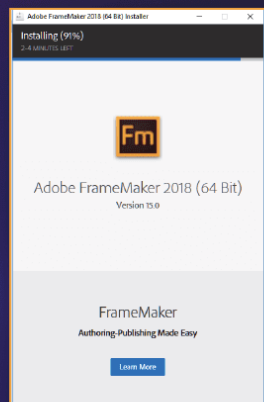 Adobe FrameMaker 2018 (64 Bit) Installer
Installing (91%)
2-4 MINUTES LEFT
Fm
Adobe FrameMaker 2018 (64 Bit)
Version 15.0
FrameMaker
Authoring-Publishing Made Easy
Learn More